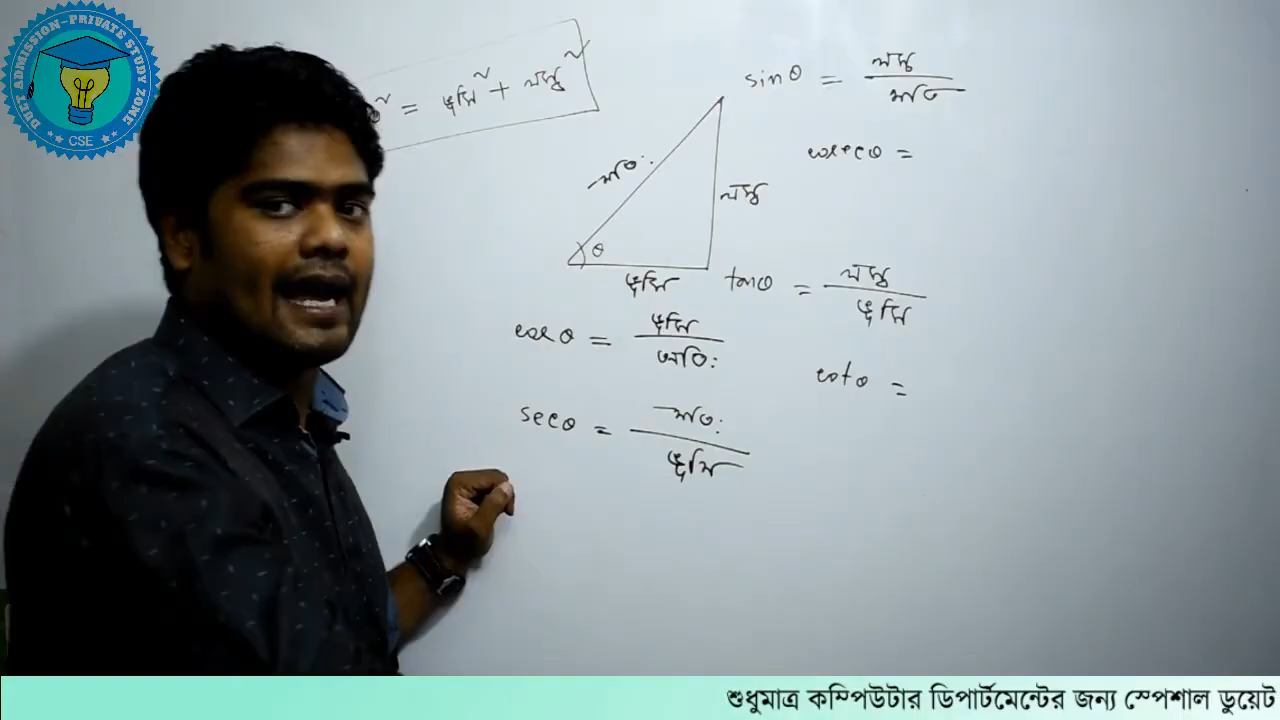 DUET ADMISSION-PRIVATE STUDY ZONE
CSE
= ভূমি² + লম্ব²
sinθ = লম্ব / অতি
cosecθ =
অতিঃ
লম্ব
θ
ভূমি
tanθ = লম্ব / ভূমি
cosθ = ভূমি / অতিঃ
cotθ =
secθ = অতিঃ / ভূমি
শুধুমাত্র কম্পিউটার ডিপার্টমেন্টের জন্য স্পেশাল ডুয়েট